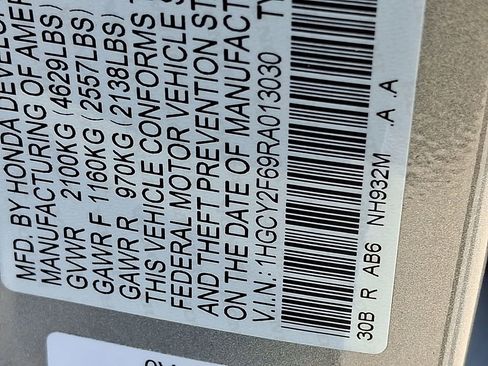 MFD. BY HONDA DEVELO
MANUFACTURING OF AMER
GVWR 2100KG (4629LBS)
GAWR F 1160KG (2557LBS)
GAWR R 970KG (2138LBS)
THIS VEHICLE CONFORMS T
FEDERAL MOTOR VEHICLE S
AND THEFT PREVENTION ST
ON THE DATE OF MANUFACT
V.I.N.: 1HGCY2F69RA013030 TY
30B R AB6 NH932M .A .A